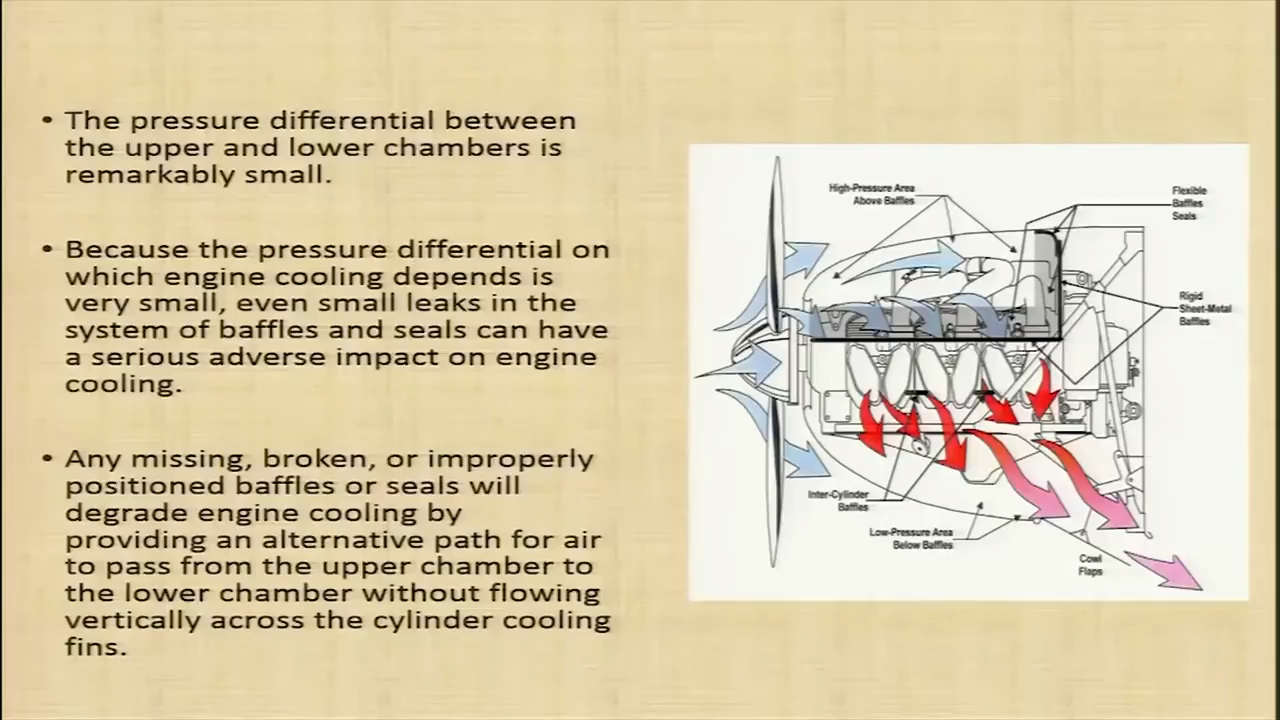 • The pressure differential between
the upper and lower chambers is
remarkably small.
• Because the pressure differential on
which engine cooling depends is
very small, even small leaks in the
system of baffles and seals can have
a serious adverse impact on engine
cooling.
• Any missing, broken, or improperly
positioned baffles or seals will
degrade engine cooling by
providing an alternative path for air
to pass from the upper chamber to
the lower chamber without flowing
vertically across the cylinder cooling
fins.
High-Pressure Area
Above Baffles
Flexible
Baffles
Seals
Rigid
Sheet-Metal
Baffles
Inter-Cylinder
Baffles
Low-Pressure Area
Below Baffles
Cowl
Flaps